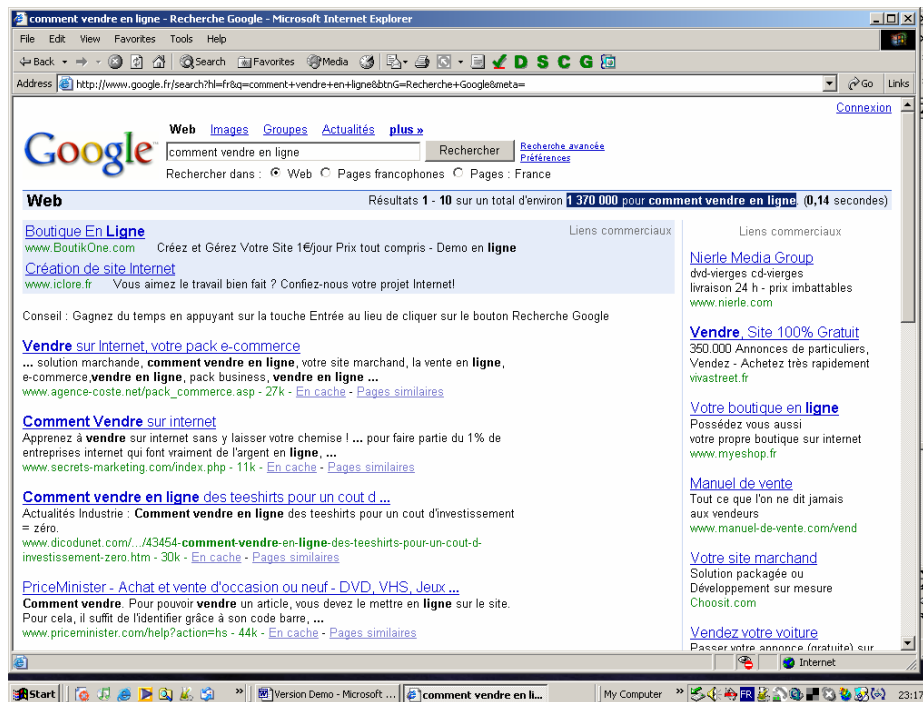 comment vendre en ligne - Recherche Google - Microsoft Internet Explorer
File Edit View Favorites Tools Help
Back Search Favorites Media D S C G
Address http://www.google.fr/search?hl=fr&q=comment+vendre+en+ligne&btnG=Recherche+Google&meta= Go Links
Connexion
Google
Web Images Groupes Actualités plus »
comment vendre en ligne Rechercher Recherche avancée
Préférences
Rechercher dans : Web Pages francophones Pages : France
Web Résultats 1 - 10 sur un total d'environ 1 370 000 pour comment vendre en ligne. (0,14 secondes)
Boutique En Ligne Liens commerciaux
www.BoutikOne.com Créez et Gérez Votre Site 1€/jour Prix tout compris - Demo en ligne
Création de site Internet
www.iclore.fr Vous aimez le travail bien fait ? Confiez-nous votre projet Internet!
Conseil : Gagnez du temps en appuyant sur la touche Entrée au lieu de cliquer sur le bouton Recherche Google
Vendre sur Internet, votre pack e-commerce
... solution marchande, comment vendre en ligne, votre site marchand, la vente en ligne,
e-commerce,vendre en ligne, pack business, vendre en ligne ...
www.agence-coste.net/pack_commerce.asp - 27k - En cache - Pages similaires
Comment Vendre sur internet
Apprenez à vendre sur internet sans y laisser votre chemise ! ... pour faire partie du 1% de
entreprises internet qui font vraiment de l'argent en ligne, ...
www.secrets-marketing.com/index.php - 11k - En cache - Pages similaires
Comment vendre en ligne des teeshirts pour un cout d ...
Actualités Industrie : Comment vendre en ligne des teeshirts pour un cout d'investissement
= zéro.
www.dicodunet.com/.../43454-comment-vendre-en-ligne-des-teeshirts-pour-un-cout-d-
investissement-zero.htm - 30k - En cache - Pages similaires
PriceMinister - Achat et vente d'occasion ou neuf - DVD, VHS, Jeux ...
Comment vendre. Pour pouvoir vendre un article, vous devez le mettre en ligne sur le site.
Pour cela, il suffit de l'identifier grâce à son code barre, ...
www.priceminister.com/help?action=hs - 44k - En cache - Pages similaires
Liens commerciaux
Nierle Media Group
dvd-vierges cd-vierges
livraison 24 h - prix imbattables
www.nierle.com
Vendre, Site 100% Gratuit
350.000 Annonces de particuliers,
Vendez - Achetez très rapidement
vivastreet.fr
Votre boutique en ligne
Possédez vous aussi
votre propre boutique sur internet
www.myeshop.fr
Manuel de vente
Tout ce que l'on ne dit jamais
aux vendeurs
www.manuel-de-vente.com/vend
Votre site marchand
Solution packagée ou
Développement sur mesure
Choosit.com
Vendez votre voiture
Passer votre annonce (gratuite) sur
Internet
Start » Version Demo - Microsoft ... comment vendre en li... My Computer » FR 23:17